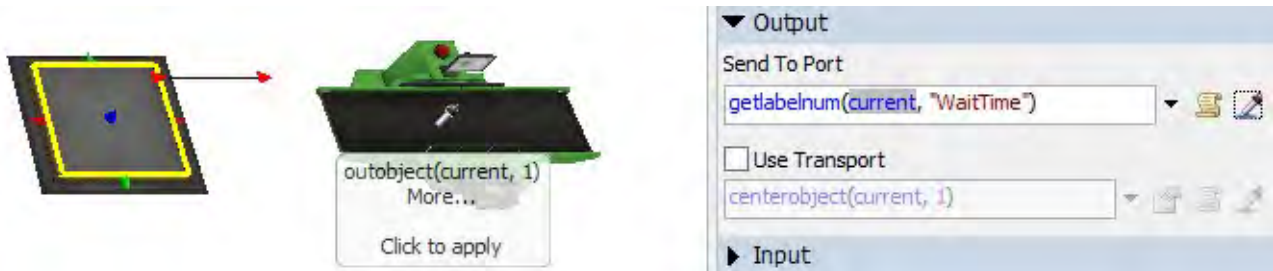 outobject(current, 1)
More...
Click to apply
Output
Send To Port
getlabelnum(current, "WaitTime")
Use Transport
centerobject(current, 1)
Input